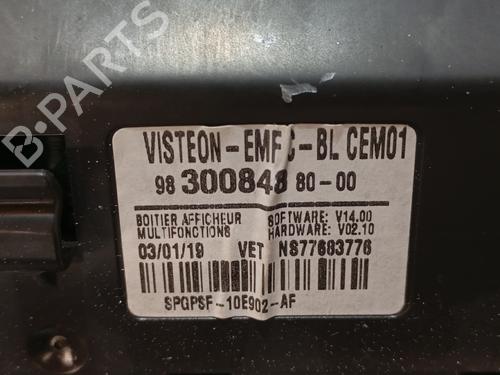 B-PARTS
VISTEON-EMF -BL CEM01
98 300848 80-00
BOITIER AFFICHEUR SOFTWARE: V14.00
MULTIFONCTIONS HARDWARE: V02.10
03/01/19 VET NS77683776
SPGPSF-10E902-AF